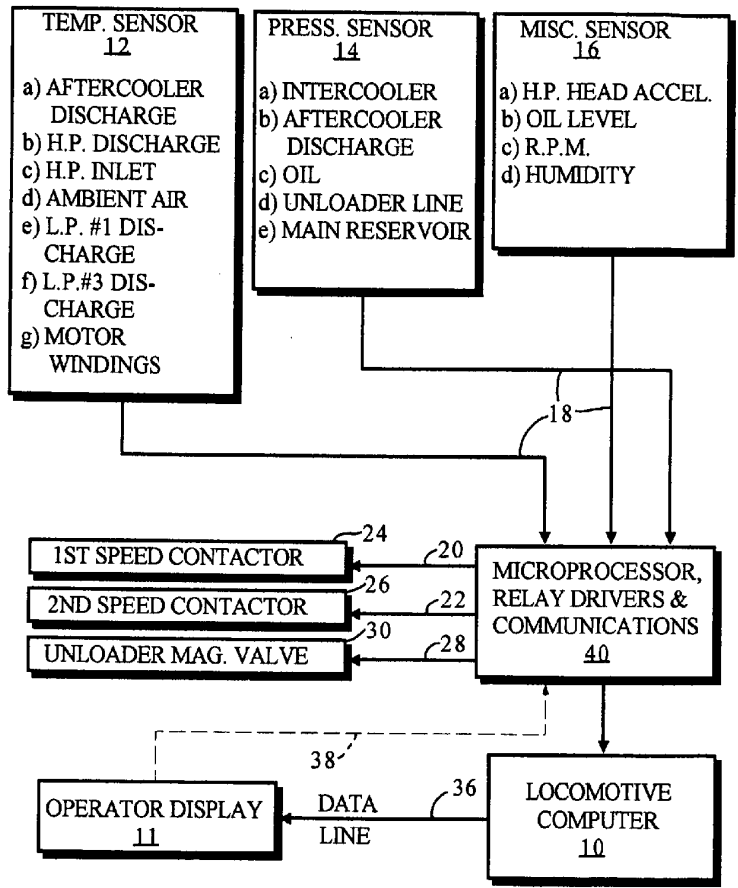 TEMP. SENSOR
12
a) AFTERCOOLER
DISCHARGE
b) H.P. DISCHARGE
c) H.P. INLET
d) AMBIENT AIR
e) L.P. #1 DIS-
CHARGE
f) L.P.#3 DIS-
CHARGE
g) MOTOR
WINDINGS
PRESS. SENSOR
14
a) INTERCOOLER
b) AFTERCOOLER
DISCHARGE
c) OIL
d) UNLOADER LINE
e) MAIN RESERVOIR
MISC. SENSOR
16
a) H.P. HEAD ACCEL.
b) OIL LEVEL
c) R.P.M.
d) HUMIDITY
18
24
1ST SPEED CONTACTOR
20
26
2ND SPEED CONTACTOR
22
30
UNLOADER MAG. VALVE
28
MICROPROCESSOR,
RELAY DRIVERS &
COMMUNICATIONS
40
38
OPERATOR DISPLAY
11
DATA
LINE
36
LOCOMOTIVE
COMPUTER
10